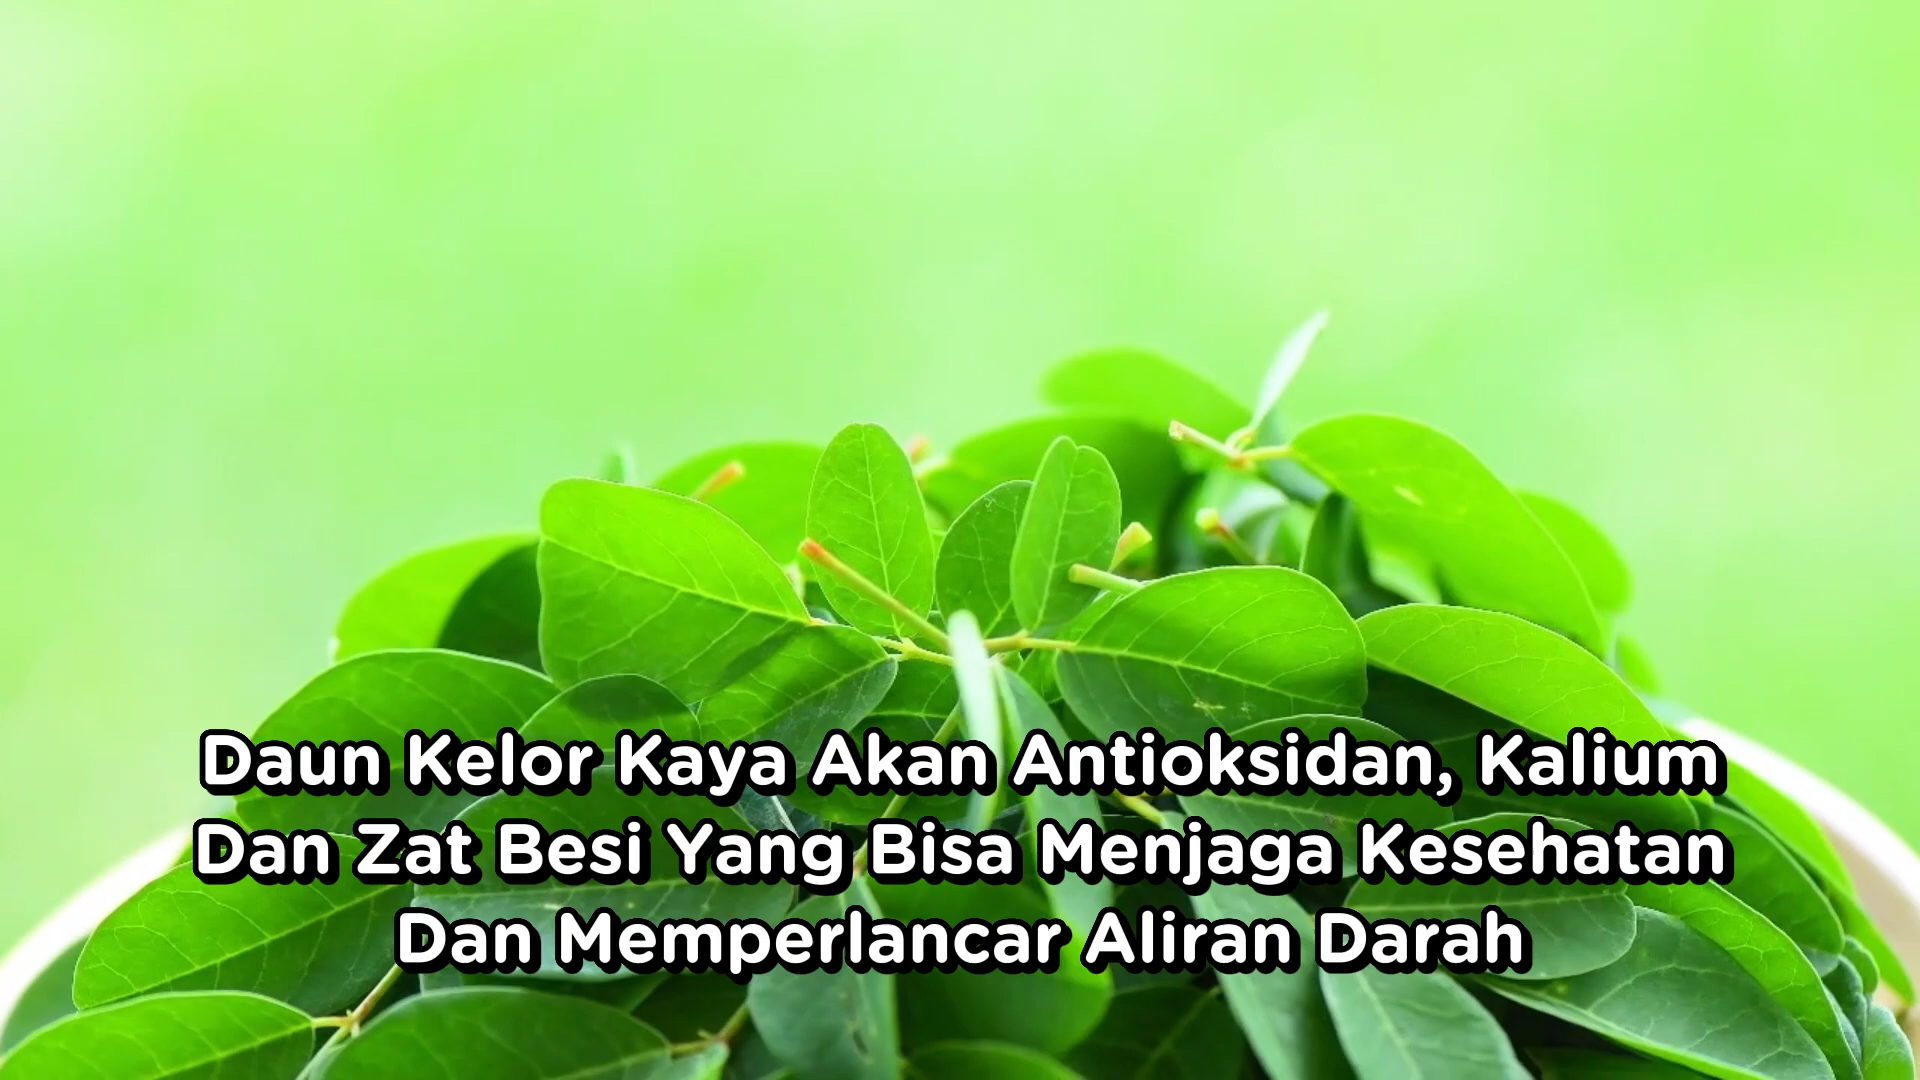 Daun Kelor Kaya Akan Antioksidan, Kalium
Dan Zat Besi Yang Bisa Menjaga Kesehatan
Dan Memperlancar Aliran Darah